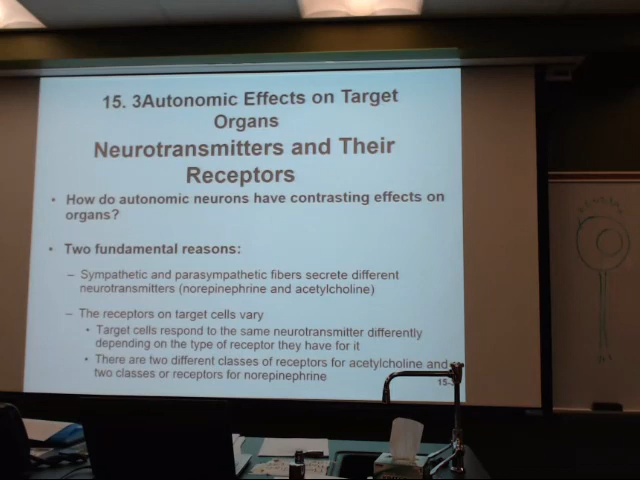 15. 3Autonomic Effects on Target
Organs
Neurotransmitters and Their
Receptors
• How do autonomic neurons have contrasting effects on
organs?
• Two fundamental reasons:
– Sympathetic and parasympathetic fibers secrete different
neurotransmitters (norepinephrine and acetylcholine)
– The receptors on target cells vary
• Target cells respond to the same neurotransmitter differently
depending on the type of receptor they have for it
• There are two different classes of receptors for acetylcholine and
two classes or receptors for norepinephrine